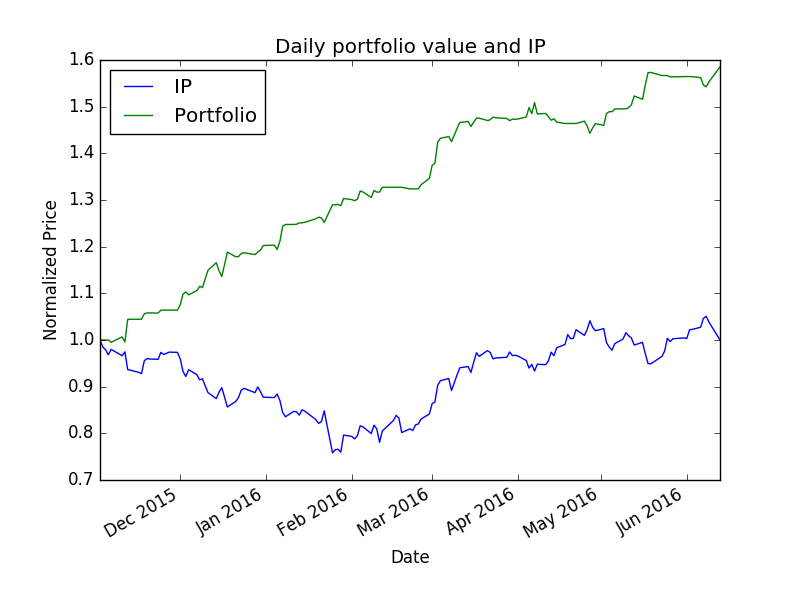 Daily portfolio value and IP
IP
Portfolio
Normalized Price
1.6
1.5
1.4
1.3
1.2
1.1
1.0
0.9
0.8
0.7
Dec 2015
Jan 2016
Feb 2016
Mar 2016
Apr 2016
May 2016
Jun 2016
Date